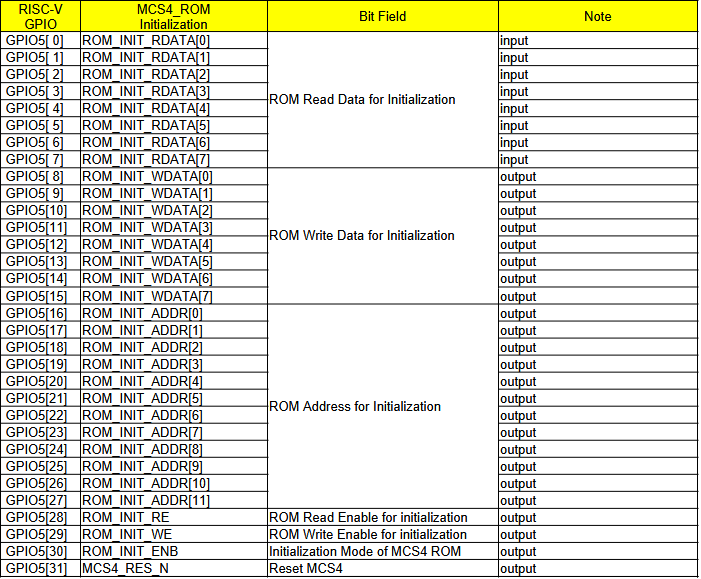 RISC-V GPIO | MCS4_ROM Initialization | Bit Field | Note
GPIO5[ 0] | ROM_INIT_RDATA[0] | ROM Read Data for Initialization | input
GPIO5[ 1] | ROM_INIT_RDATA[1] | input
GPIO5[ 2] | ROM_INIT_RDATA[2] | input
GPIO5[ 3] | ROM_INIT_RDATA[3] | input
GPIO5[ 4] | ROM_INIT_RDATA[4] | input
GPIO5[ 5] | ROM_INIT_RDATA[5] | input
GPIO5[ 6] | ROM_INIT_RDATA[6] | input
GPIO5[ 7] | ROM_INIT_RDATA[7] | input
GPIO5[ 8] | ROM_INIT_WDATA[0] | ROM Write Data for Initialization | output
GPIO5[ 9] | ROM_INIT_WDATA[1] | output
GPIO5[10] | ROM_INIT_WDATA[2] | output
GPIO5[11] | ROM_INIT_WDATA[3] | output
GPIO5[12] | ROM_INIT_WDATA[4] | output
GPIO5[13] | ROM_INIT_WDATA[5] | output
GPIO5[14] | ROM_INIT_WDATA[6] | output
GPIO5[15] | ROM_INIT_WDATA[7] | output
GPIO5[16] | ROM_INIT_ADDR[0] | ROM Address for Initialization | output
GPIO5[17] | ROM_INIT_ADDR[1] | output
GPIO5[18] | ROM_INIT_ADDR[2] | output
GPIO5[19] | ROM_INIT_ADDR[3] | output
GPIO5[20] | ROM_INIT_ADDR[4] | output
GPIO5[21] | ROM_INIT_ADDR[5] | output
GPIO5[22] | ROM_INIT_ADDR[6] | output
GPIO5[23] | ROM_INIT_ADDR[7] | output
GPIO5[24] | ROM_INIT_ADDR[8] | output
GPIO5[25] | ROM_INIT_ADDR[9] | output
GPIO5[26] | ROM_INIT_ADDR[10] | output
GPIO5[27] | ROM_INIT_ADDR[11] | output
GPIO5[28] | ROM_INIT_RE | ROM Read Enable for initialization | output
GPIO5[29] | ROM_INIT_WE | ROM Write Enable for initialization | output
GPIO5[30] | ROM_INIT_ENB | Initialization Mode of MCS4 ROM | output
GPIO5[31] | MCS4_RES_N | Reset MCS4 | output